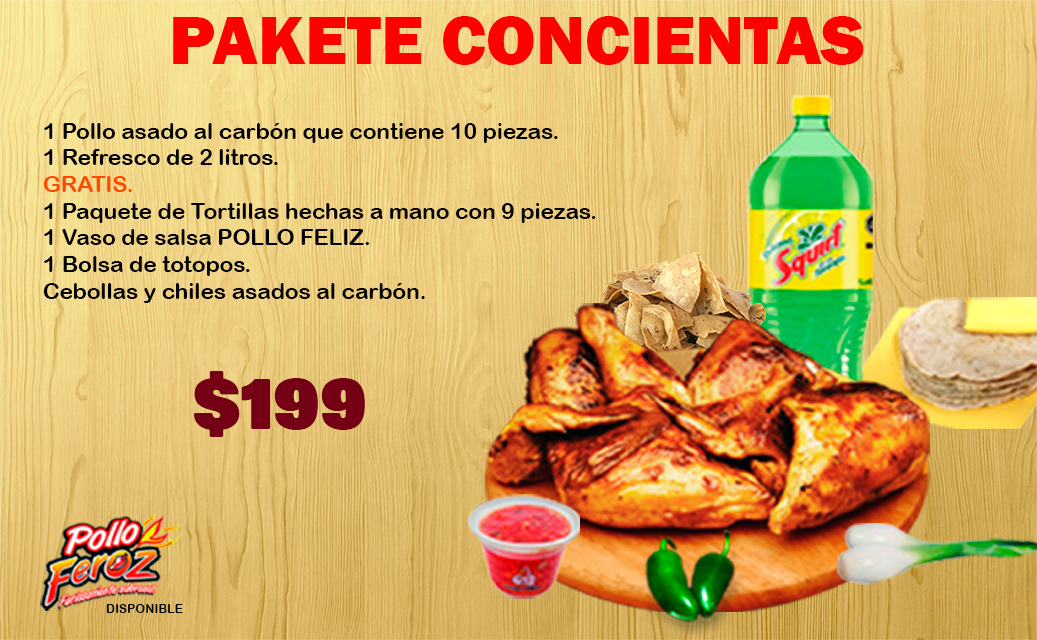 PAKETE CONCIENTAS
1 Pollo asado al carbón que contiene 10 piezas.
1 Refresco de 2 litros.
GRATIS.
1 Paquete de Tortillas hechas a mano con 9 piezas.
1 Vaso de salsa POLLO FELIZ.
1 Bolsa de totopos.
Cebollas y chiles asados al carbón.
Squirt
$199
Pollo
Feroz
DISPONIBLE